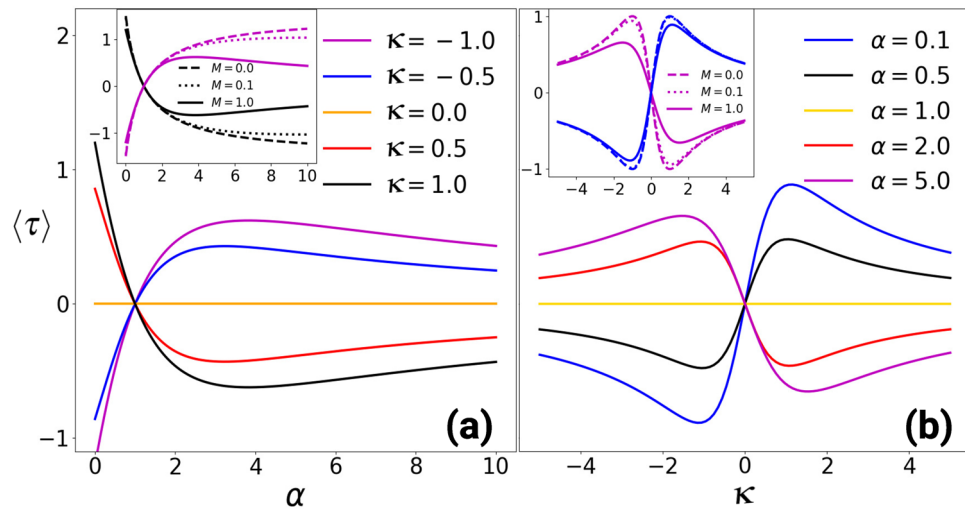 2
1
0
−1
⟨τ⟩
1
0
−1
0 2 4 6 8 10
M = 0.0
M = 0.1
M = 1.0
κ = − 1.0
κ = − 0.5
κ = 0.0
κ = 0.5
κ = 1.0
(a)
0 2 4 6 8 10
α
1
0
−1
−4 −2 0 2 4
M = 0.0
M = 0.1
M = 1.0
α = 0.1
α = 0.5
α = 1.0
α = 2.0
α = 5.0
(b)
−4 −2 0 2 4
κ